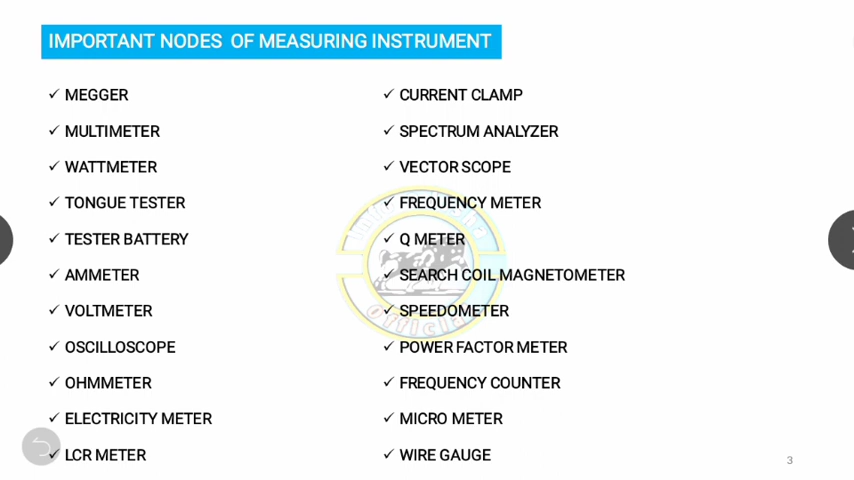 IMPORTANT NODES OF MEASURING INSTRUMENT
MEGGER
MULTIMETER
WATTMETER
TONGUE TESTER
TESTER BATTERY
AMMETER
VOLTMETER
OSCILLOSCOPE
OHMMETER
ELECTRICITY METER
LCR METER
CURRENT CLAMP
SPECTRUM ANALYZER
VECTOR SCOPE
FREQUENCY METER
Q METER
SEARCH COIL MAGNETOMETER
SPEEDOMETER
POWER FACTOR METER
FREQUENCY COUNTER
MICRO METER
WIRE GAUGE
official
3